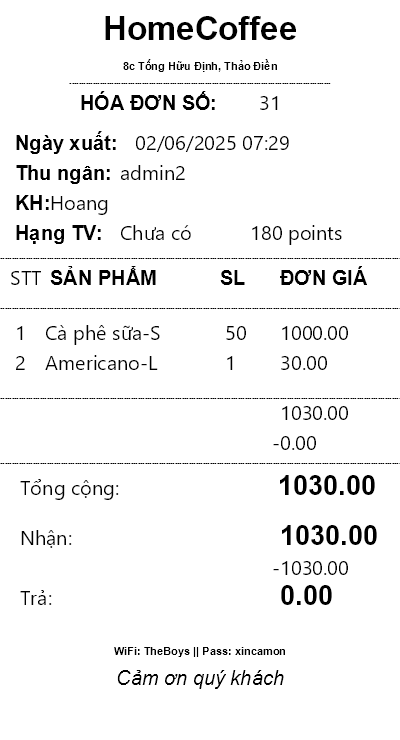 HomeCoffee
8c Tống Hữu Định, Thảo Điền
HÓA ĐƠN SỐ: 31
Ngày xuất: 02/06/2025 07:29
Thu ngân: admin2
KH:Hoang
Hạng TV: Chưa có 180 points
STT SẢN PHẨM SL ĐƠN GIÁ
1 Cà phê sữa-S 50 1000.00
2 Americano-L 1 30.00
1030.00
-0.00
Tổng cộng: 1030.00
Nhận: 1030.00
-1030.00
Trả: 0.00
WiFi: TheBoys || Pass: xincamon
Cảm ơn quý khách